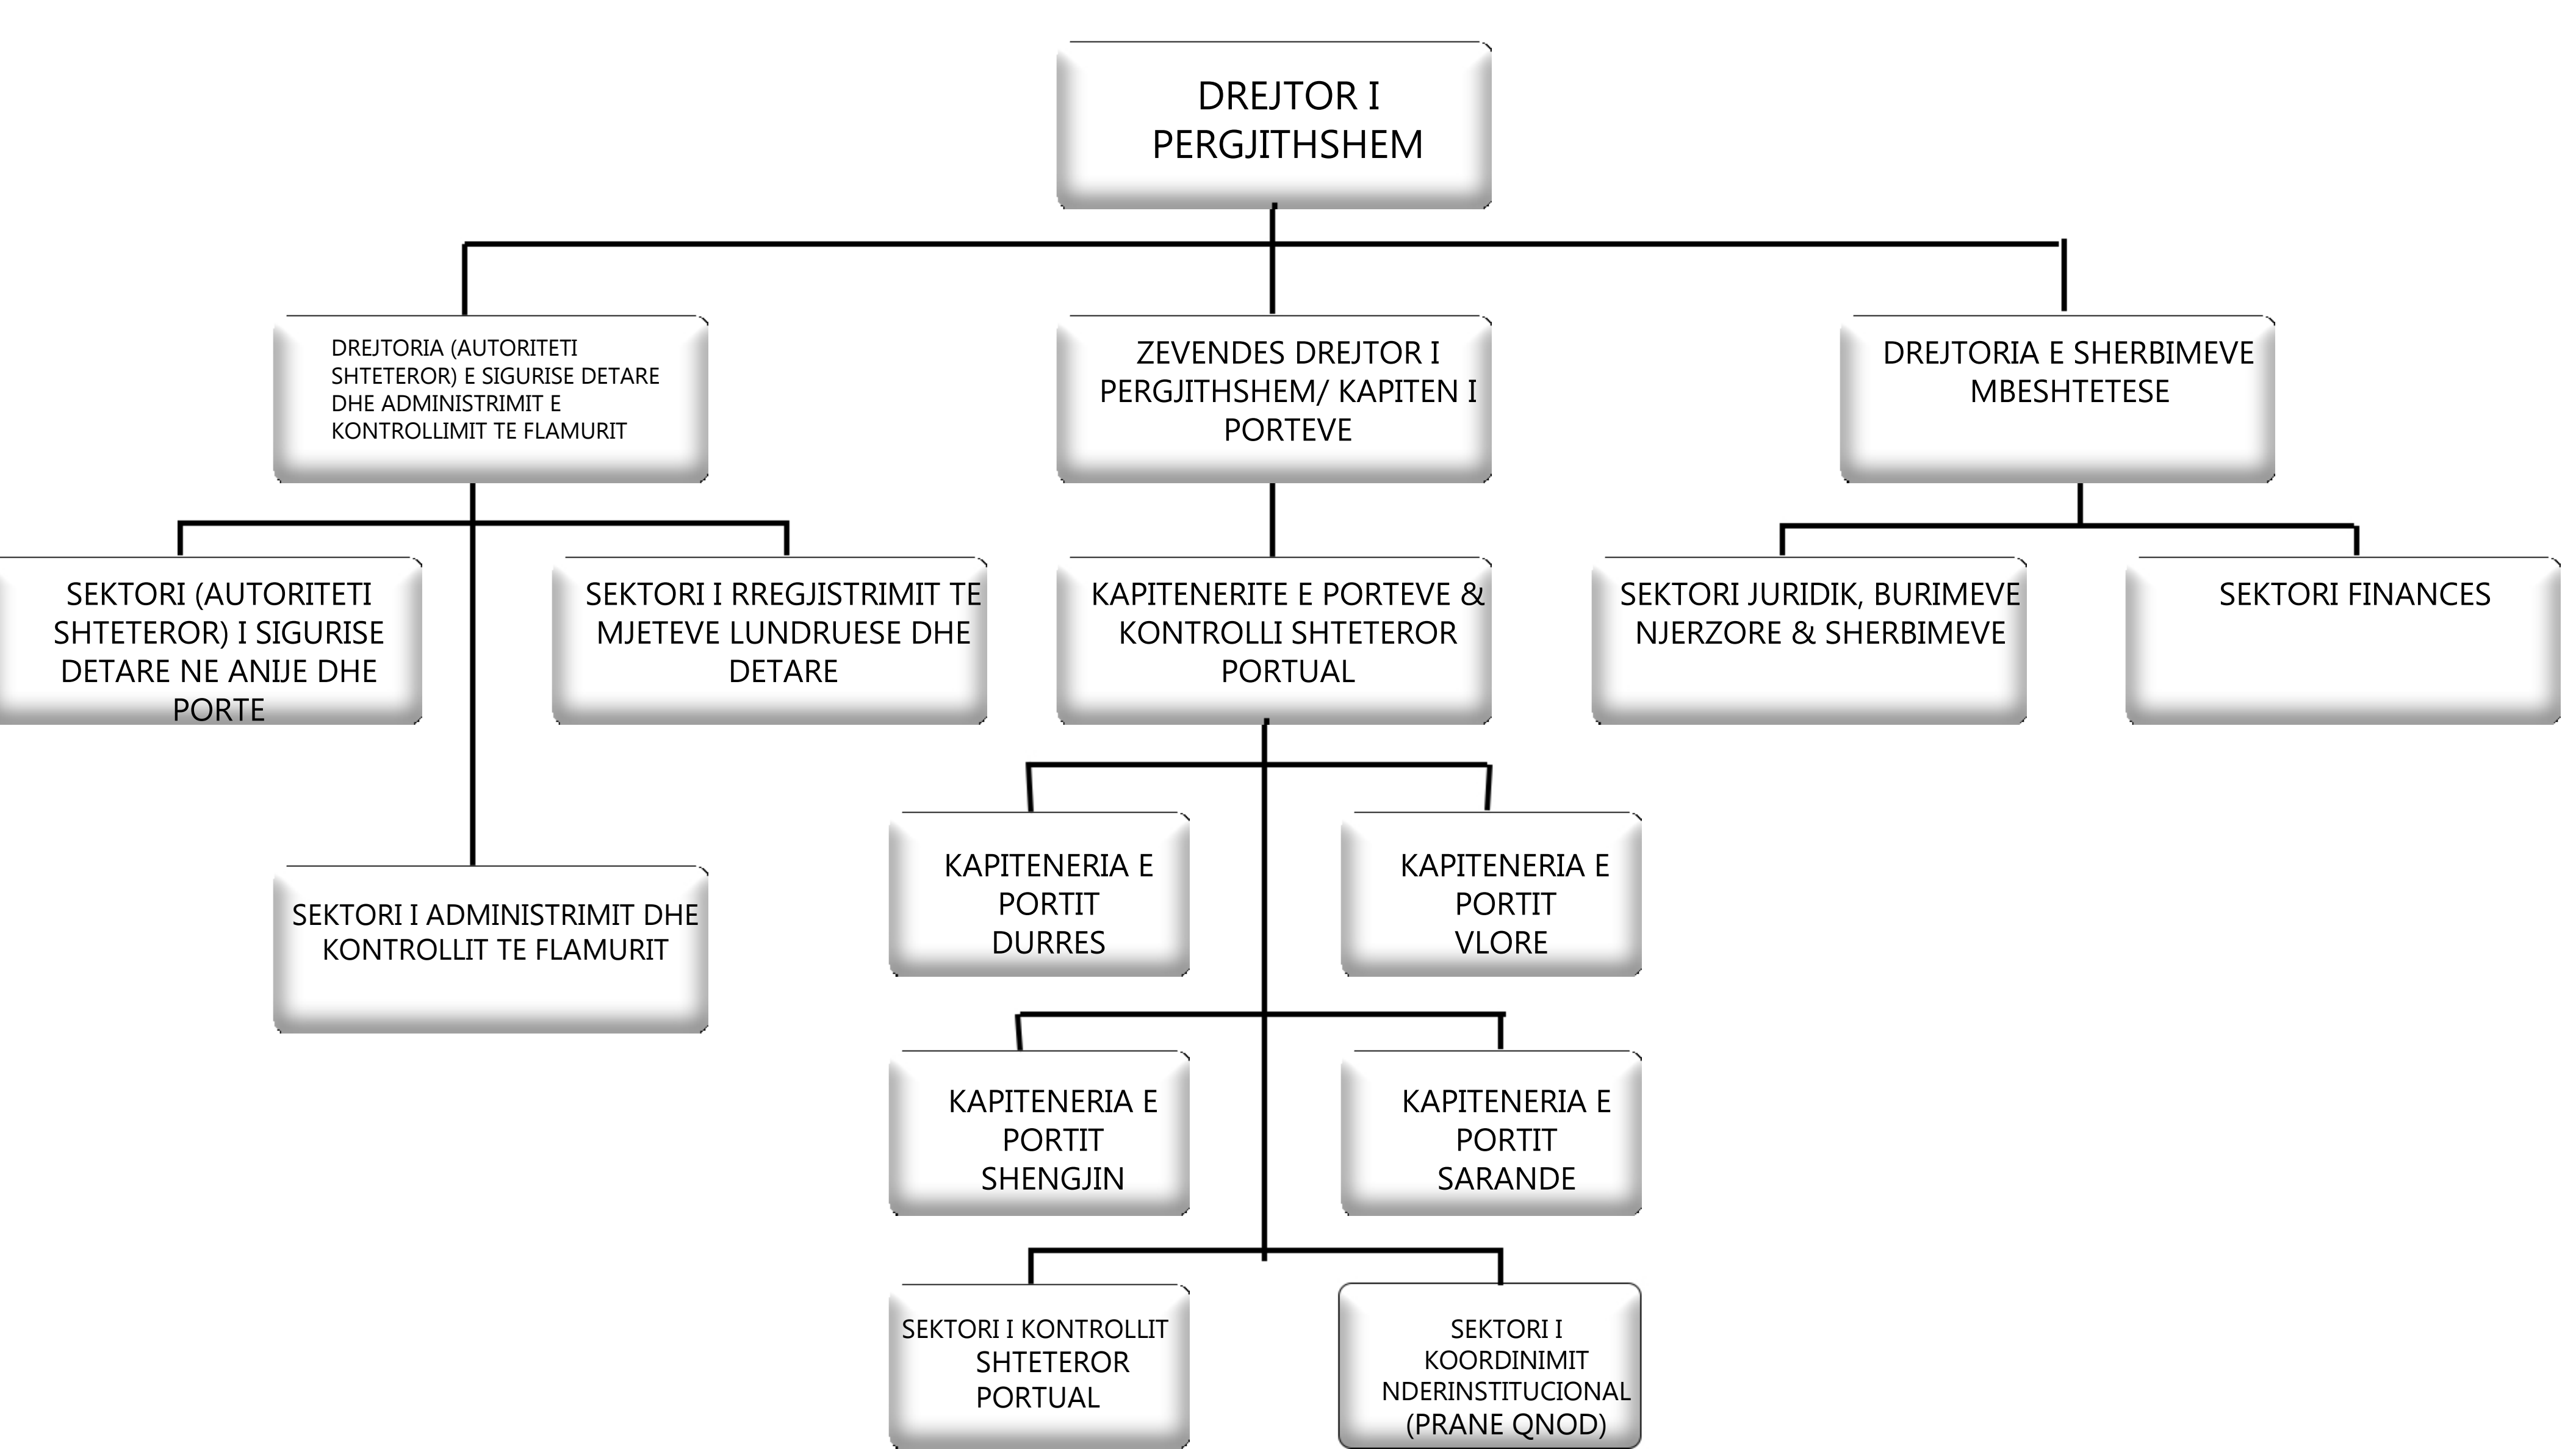 DREJTOR I
PERGJITHSHEM
DREJTORIA (AUTORITETI
SHTETEROR) E SIGURISE DETARE
DHE ADMINISTRIMIT E
KONTROLLIMIT TE FLAMURIT
ZEVENDES DREJTOR I
PERGJITHSHEM/ KAPITEN I
PORTEVE
DREJTORIA E SHERBIMEVE
MBESHTETESE
SEKTORI (AUTORITETI
SHTETEROR) I SIGURISE
DETARE NE ANIJE DHE
PORTE
SEKTORI I RREGJISTRIMIT TE
MJETEVE LUNDRUESE DHE
DETARE
KAPITENERITE E PORTEVE &
KONTROLLI SHTETEROR
PORTUAL
SEKTORI JURIDIK, BURIMEVE
NJERZORE & SHERBIMEVE
SEKTORI FINANCES
SEKTORI I ADMINISTRIMIT DHE
KONTROLLIT TE FLAMURIT
KAPITENERIA E
PORTIT
DURRES
KAPITENERIA E
PORTIT
VLORE
KAPITENERIA E
PORTIT
SHENGJIN
KAPITENERIA E
PORTIT
SARANDE
SEKTORI I KONTROLLIT
SHTETEROR
PORTUAL
SEKTORI I
KOORDINIMIT
NDERINSTITUCIONAL
(PRANE QNOD)